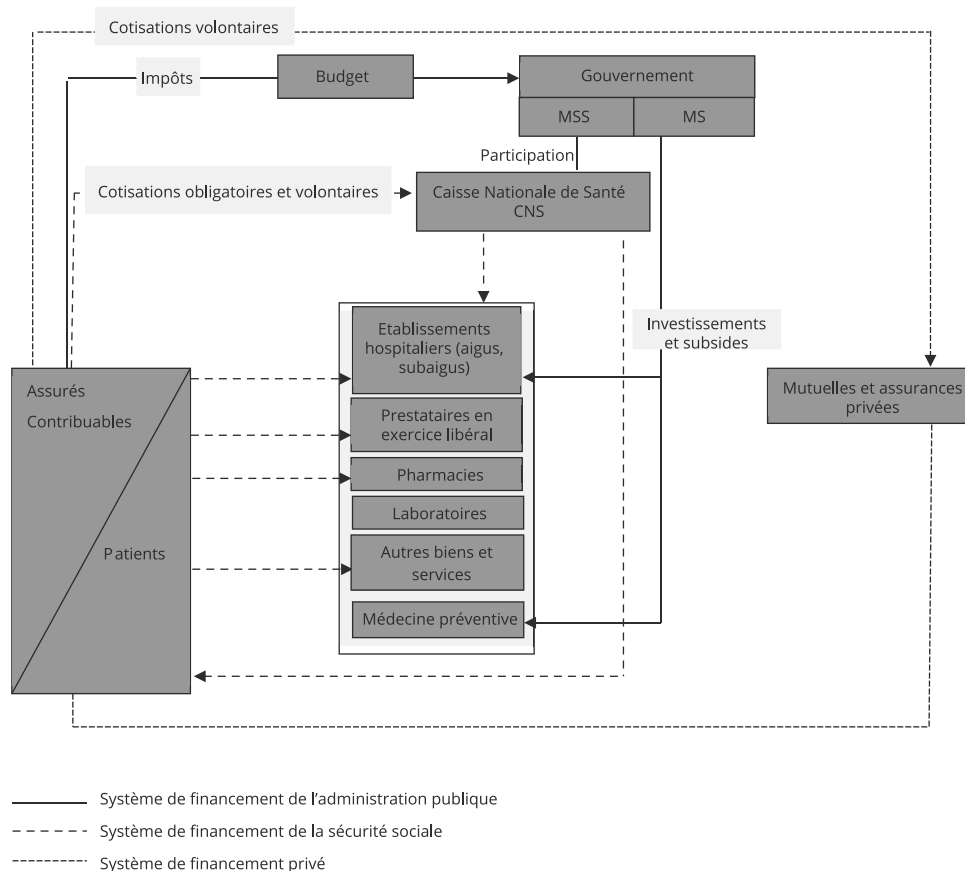 Cotisations volontaires
Impôts
Budget
Gouvernement
MSS
MS
Participation
Cotisations obligatoires et volontaires
Caisse Nationale de Santé
CNS
Etablissements
hospitaliers (aigus,
subaigus)
Investissements
et subsides
Assurés
Contribuables
Mutuelles et assurances
privées
Prestataires en
exercice libéral
Pharmacies
Laboratoires
Patients
Autres biens et
services
Médecine préventive
Système de financement de l'administration publique
Système de financement de la sécurité sociale
Système de financement privé